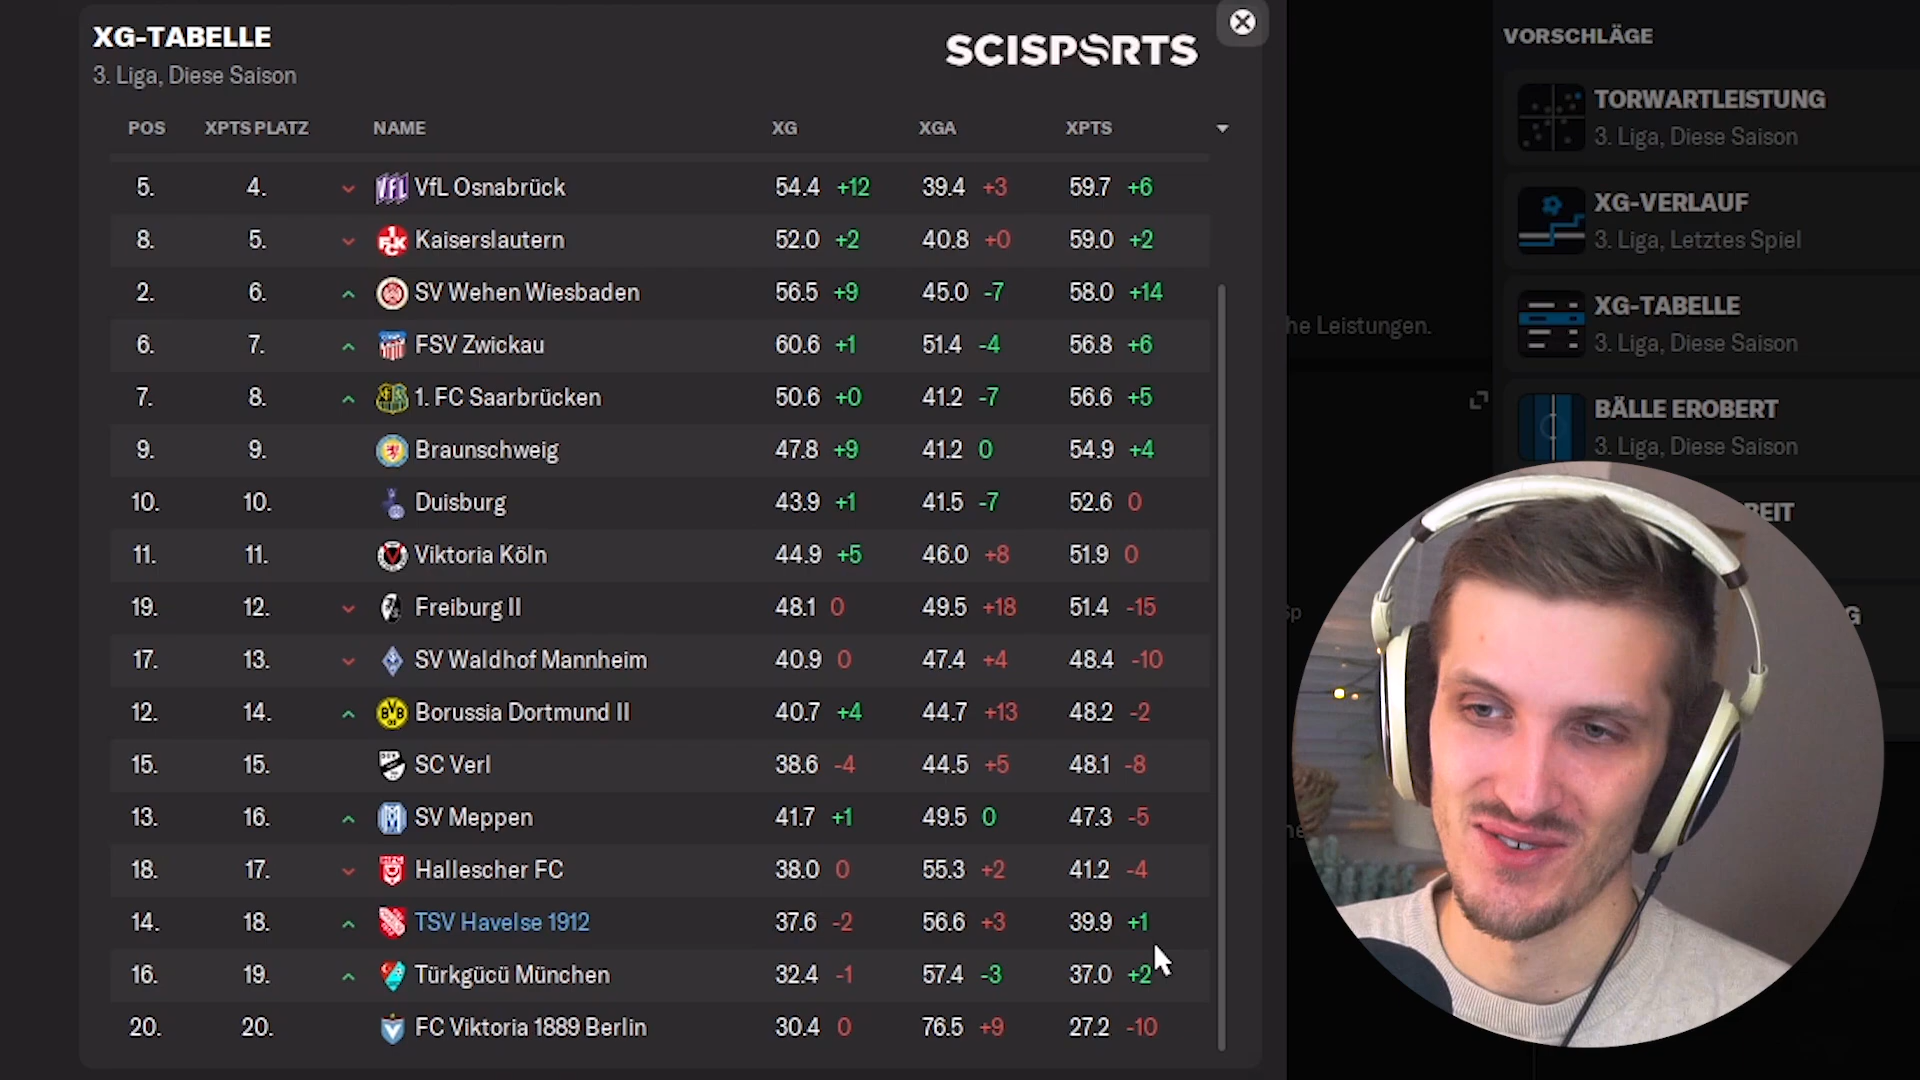 XG-TABELLE
3. Liga, Diese Saison
SCISPORTS
POS XPTS PLATZ NAME XG XGA XPTS
5. 4. VfL Osnabrück 54.4 +12 39.4 +3 59.7 +6
8. 5. Kaiserslautern 52.0 +2 40.8 +0 59.0 +2
2. 6. SV Wehen Wiesbaden 56.5 +9 45.0 -7 58.0 +14
6. 7. FSV Zwickau 60.6 +1 51.4 -4 56.8 +6
7. 8. 1. FC Saarbrücken 50.6 +0 41.2 -7 56.6 +5
9. 9. Braunschweig 47.8 +9 41.2 0 54.9 +4
10. 10. Duisburg 43.9 +1 41.5 -7 52.6 0
11. 11. Viktoria Köln 44.9 +5 46.0 +8 51.9 0
19. 12. Freiburg II 48.1 0 49.5 +18 51.4 -15
17. 13. SV Waldhof Mannheim 40.9 0 47.4 +4 48.4 -10
12. 14. Borussia Dortmund II 40.7 +4 44.7 +13 48.2 -2
15. 15. SC Verl 38.6 -4 44.5 +5 48.1 -8
13. 16. SV Meppen 41.7 +1 49.5 0 47.3 -5
18. 17. Hallescher FC 38.0 0 55.3 +2 41.2 -4
14. 18. TSV Havelse 1912 37.6 -2 56.6 +3 39.9 +1
16. 19. Türkgücü München 32.4 -1 57.4 -3 37.0 +2
20. 20. FC Viktoria 1889 Berlin 30.4 0 76.5 +9 27.2 -10
he Leistungen.
VORSCHLÄGE
TORWARTLEISTUNG
3. Liga, Diese Saison
XG-VERLAUF
3. Liga, Letztes Spiel
XG-TABELLE
3. Liga, Diese Saison
BÄLLE EROBERT
3. Liga, Diese Saison